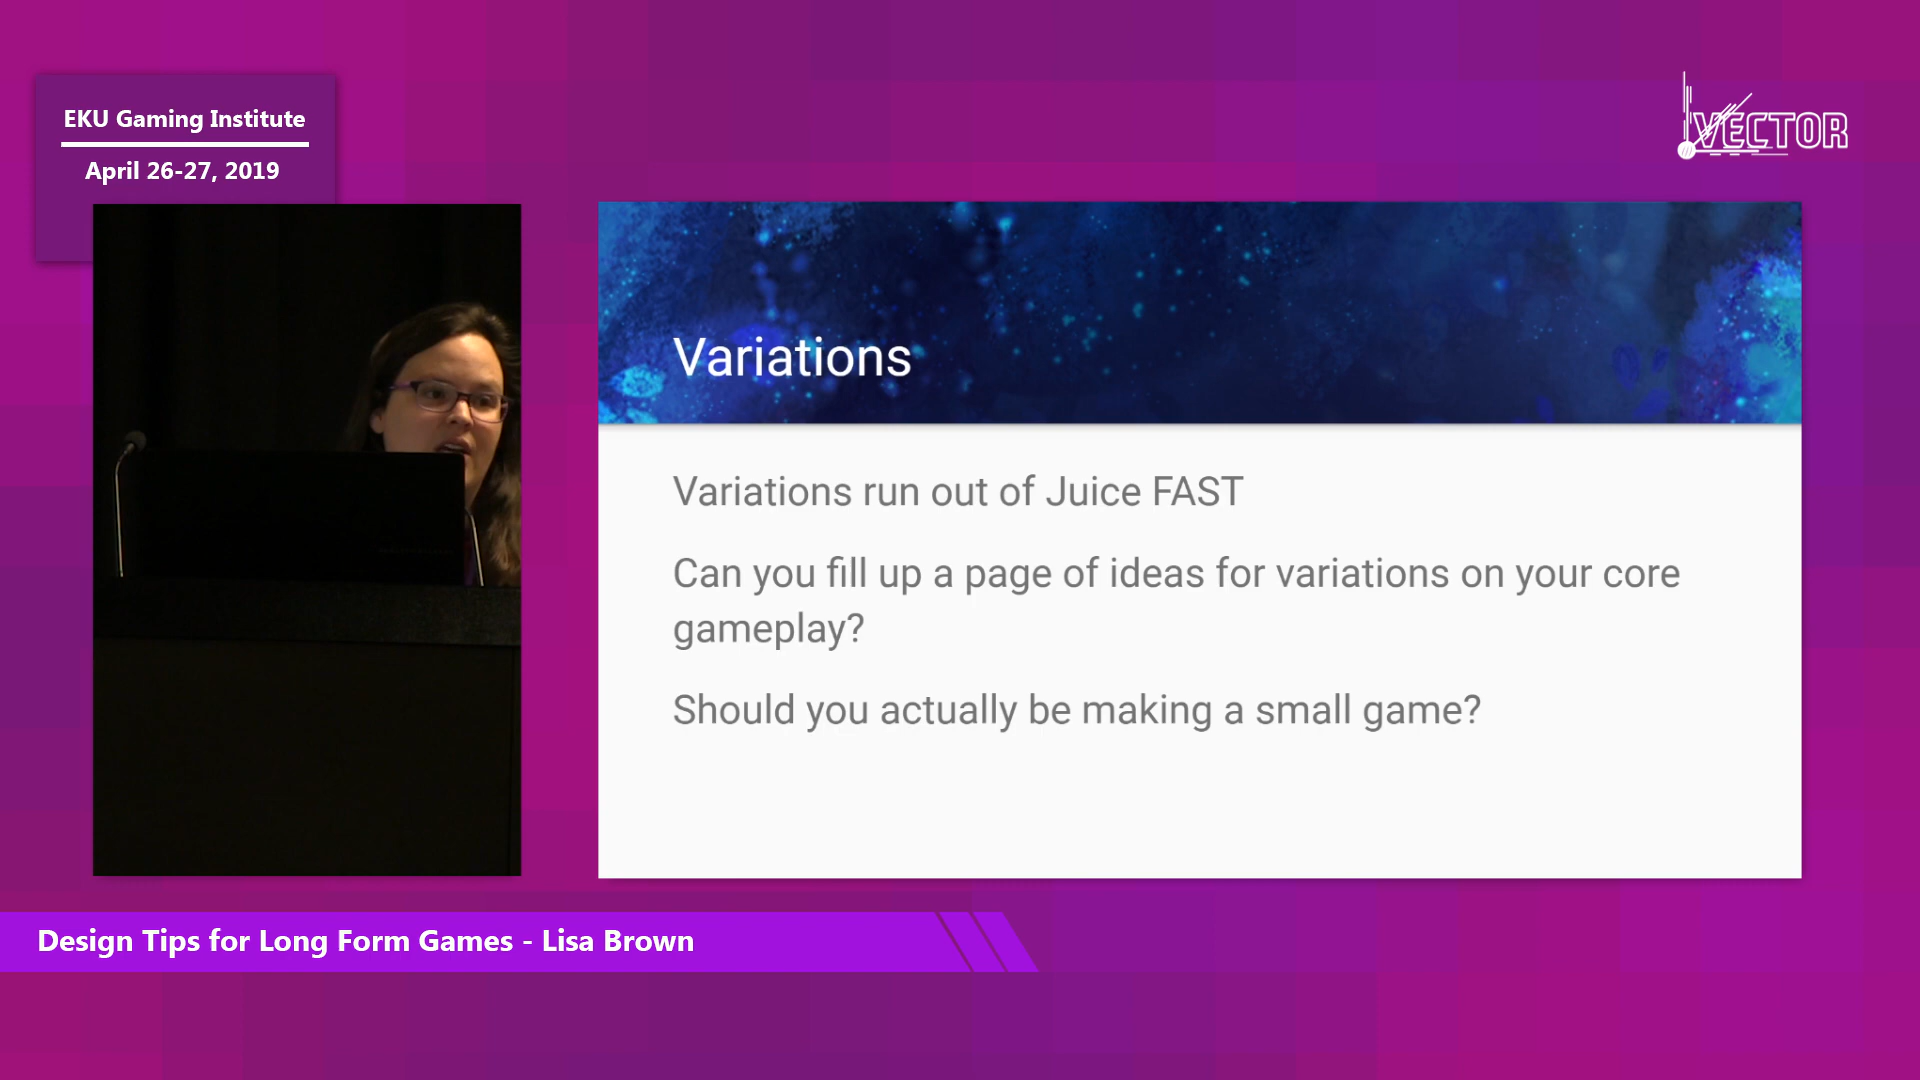 EKU Gaming Institute
April 26-27, 2019
VECTOR
Variations
Variations run out of Juice FAST
Can you fill up a page of ideas for variations on your core
gameplay?
Should you actually be making a small game?
Design Tips for Long Form Games - Lisa Brown